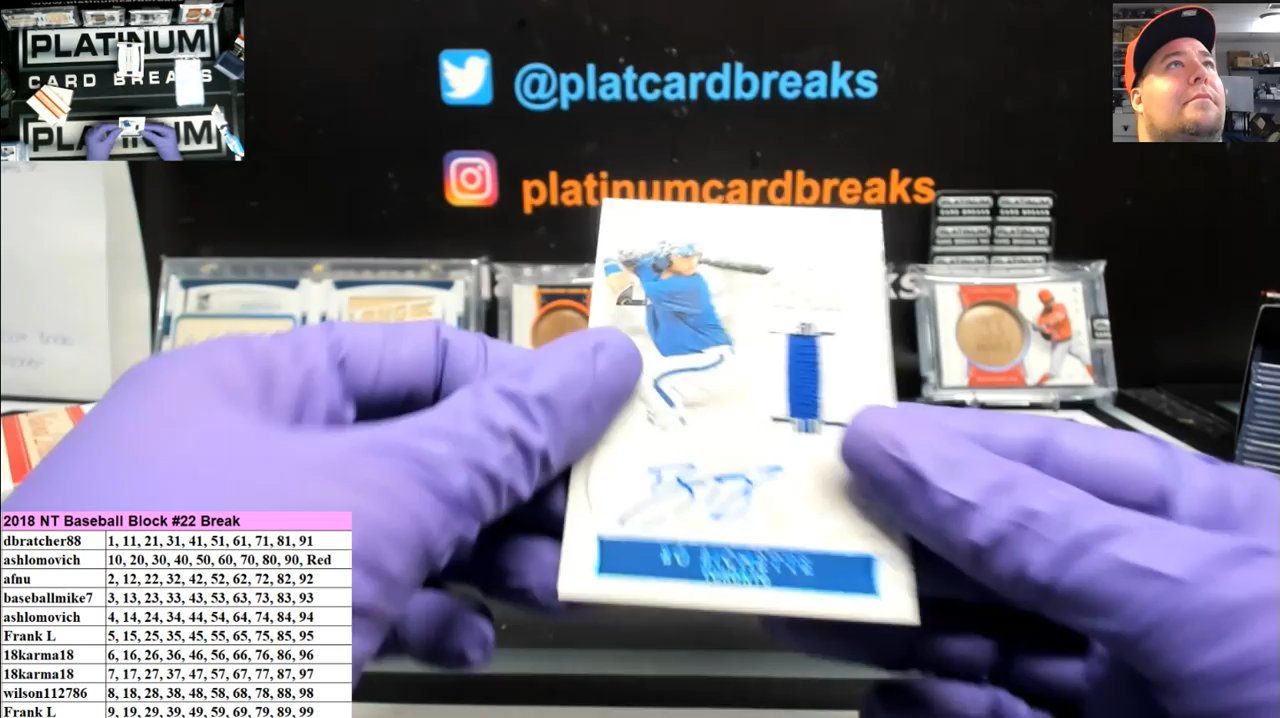 PLATINUM
CARD BREAKS
PLATINUM
@platcardbreaks
platinumcardbreaks
PLATINUM
PLATINUM
2018 NT Baseball Block #22 Break
dbratcher88 1, 11, 21, 31, 41, 51, 61, 71, 81, 91
ashlomovich 10, 20, 30, 40, 50, 60, 70, 80, 90, Red
afnu 2, 12, 22, 32, 42, 52, 62, 72, 82, 92
baseballmike7 3, 13, 23, 33, 43, 53, 63, 73, 83, 93
ashlomovich 4, 14, 24, 34, 44, 54, 64, 74, 84, 94
Frank L 5, 15, 25, 35, 45, 55, 65, 75, 85, 95
18karma18 6, 16, 26, 36, 46, 56, 66, 76, 86, 96
18karma18 7, 17, 27, 37, 47, 57, 67, 77, 87, 97
wilson112786 8, 18, 28, 38, 48, 58, 68, 78, 88, 98
Frank L 9, 19, 29, 39, 49, 59, 69, 79, 89, 99